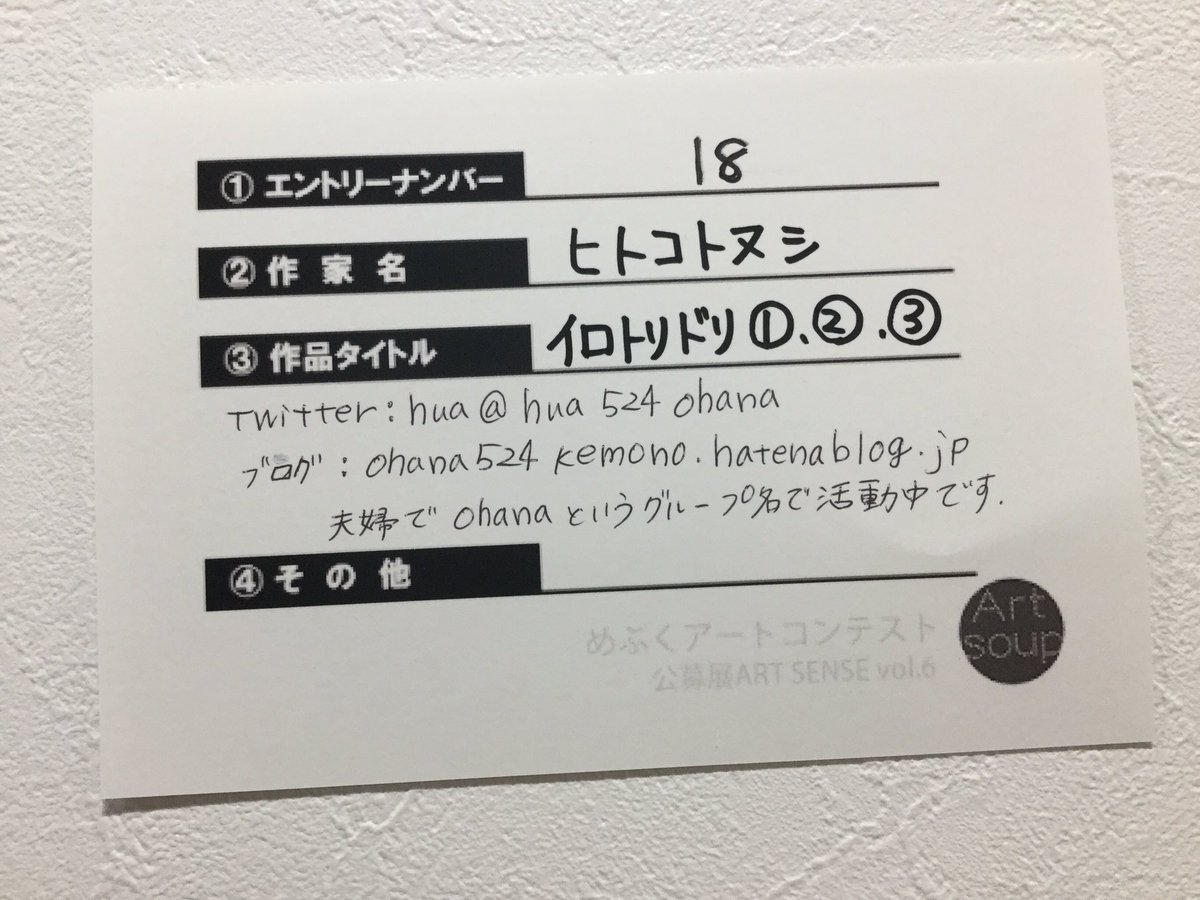 ① エントリーナンバー 18
② 作家名 ヒトコトヌシ
③ 作品タイトル イロトリドリ①.②.③
Twitter: hua@hua524ohana
ブログ: ohana524kemono.hatenablog.jp
夫婦でohanaというグループ名で活動中です.
④ その他
めぶくアートコンテスト
公募展ART SENSE vol.6
Art
soup